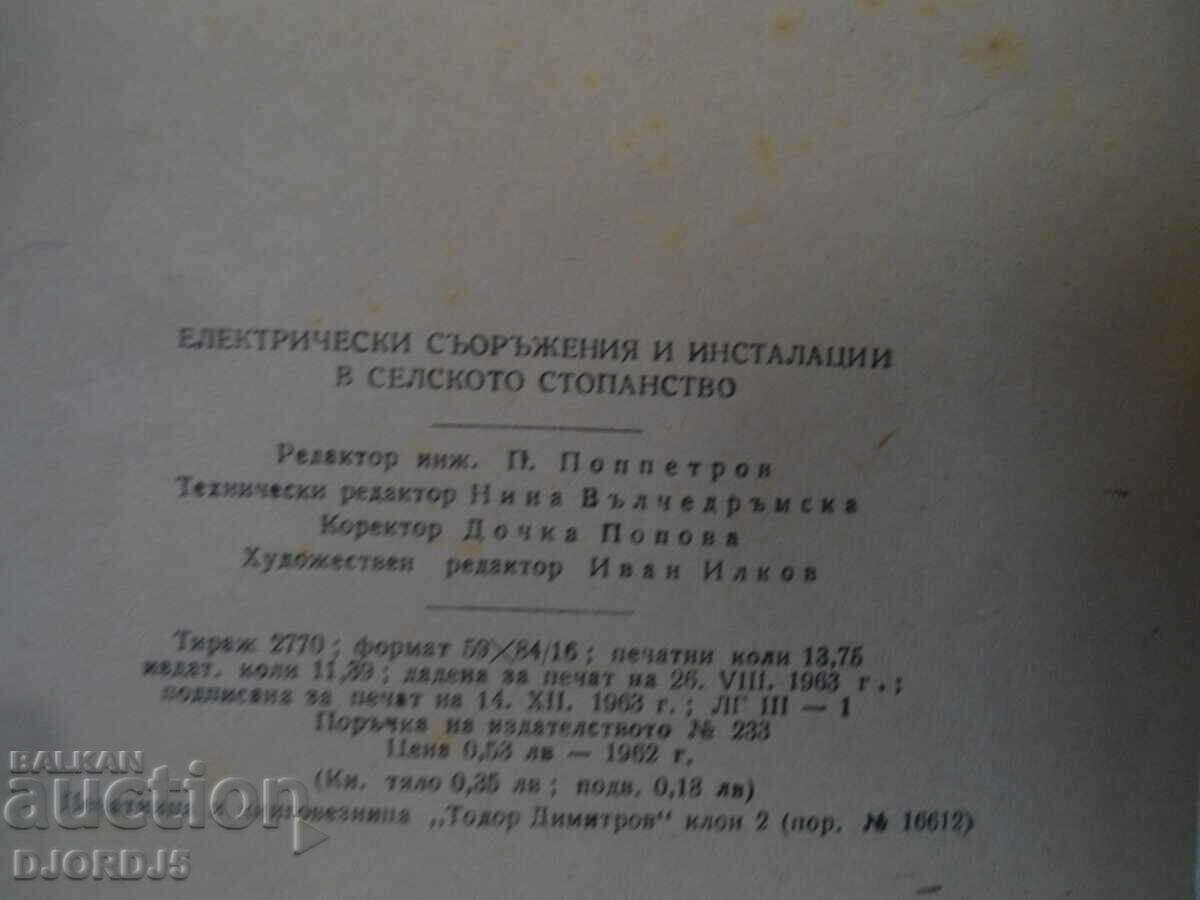 ЕЛЕКТРИЧЕСКИ СЪОРЪЖЕНИЯ И ИНСТАЛАЦИИ
В СЕЛСКОТО СТОПАНСТВО
Редактор инж. П. Поппетров
Технически редактор Нина Вълчедръмска
Коректор Дочка Попова
Художествен редактор Иван Илков
Тираж 2770; формат 59×84/16; печатни коли 13,75
издат. коли 11,39; дадена за печат на 26. VIII. 1963 г.;
подписана за печат на 14. XII. 1963 г.; ЛГ III — 1
Поръчка на издателството № 233
Цена 0,53 лв — 1962 г.
(Кн. тяло 0,35 лв; подв. 0,18 лв)
Печатница и книговезница „Тодор Димитров" клон 2 (пор. № 16612)
BALKAN
auction
DJORDJ5